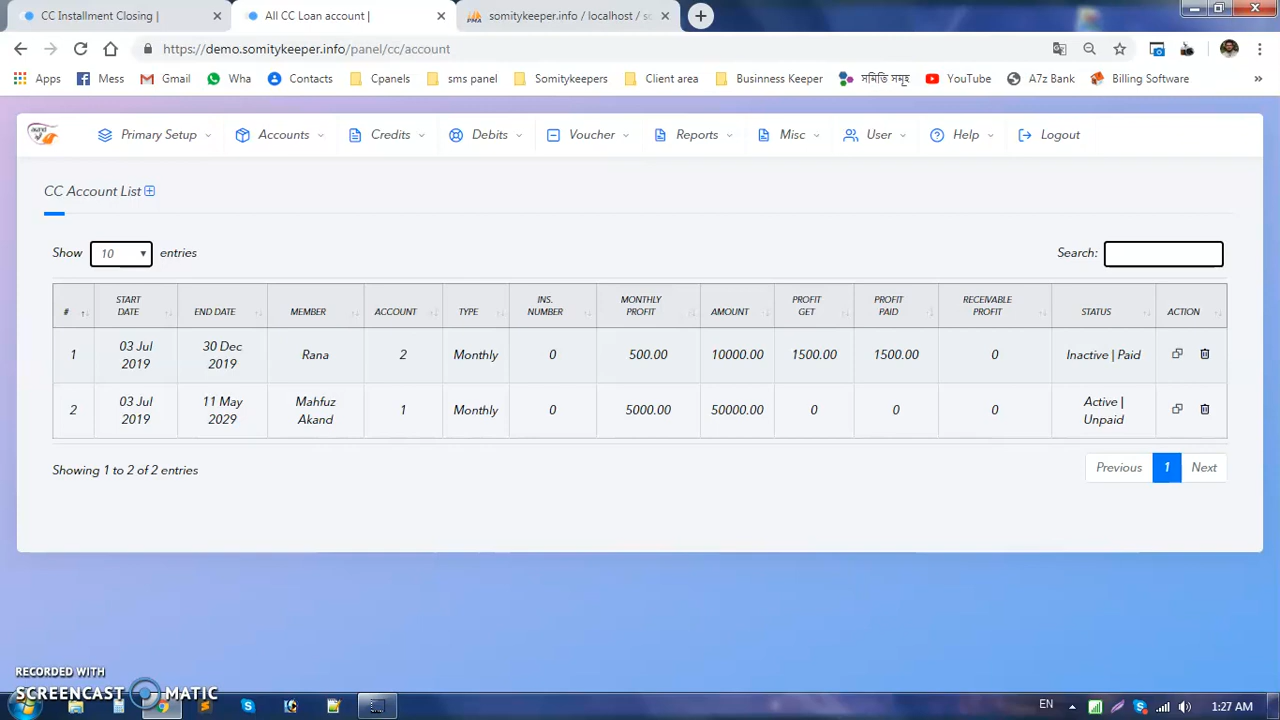 CC Installment Closing |
All CC Loan account |
somitykeeper.info / localhost / sc
https://demo.somitykeeper.info/panel/cc/account
Apps Mess Gmail Wha Contacts Cpanels sms panel Somitykeepers Client area Businness Keeper সমিতি সমূহ YouTube A7z Bank Billing Software »
Primary Setup Accounts Credits Debits Voucher Reports Misc User Help Logout
CC Account List
Show 10 entries
Search:
# START DATE END DATE MEMBER ACCOUNT TYPE INS. NUMBER MONTHLY PROFIT AMOUNT PROFIT GET PROFIT PAID RECEIVABLE PROFIT STATUS ACTION
1 03 Jul 2019 30 Dec 2019 Rana 2 Monthly 0 500.00 10000.00 1500.00 1500.00 0 Inactive | Paid
2 03 Jul 2019 11 May 2029 Mahfuz Akand 1 Monthly 0 5000.00 50000.00 0 0 0 Active | Unpaid
Showing 1 to 2 of 2 entries
Previous 1 Next
RECORDED WITH
SCREENCAST MATIC
EN 1:27 AM